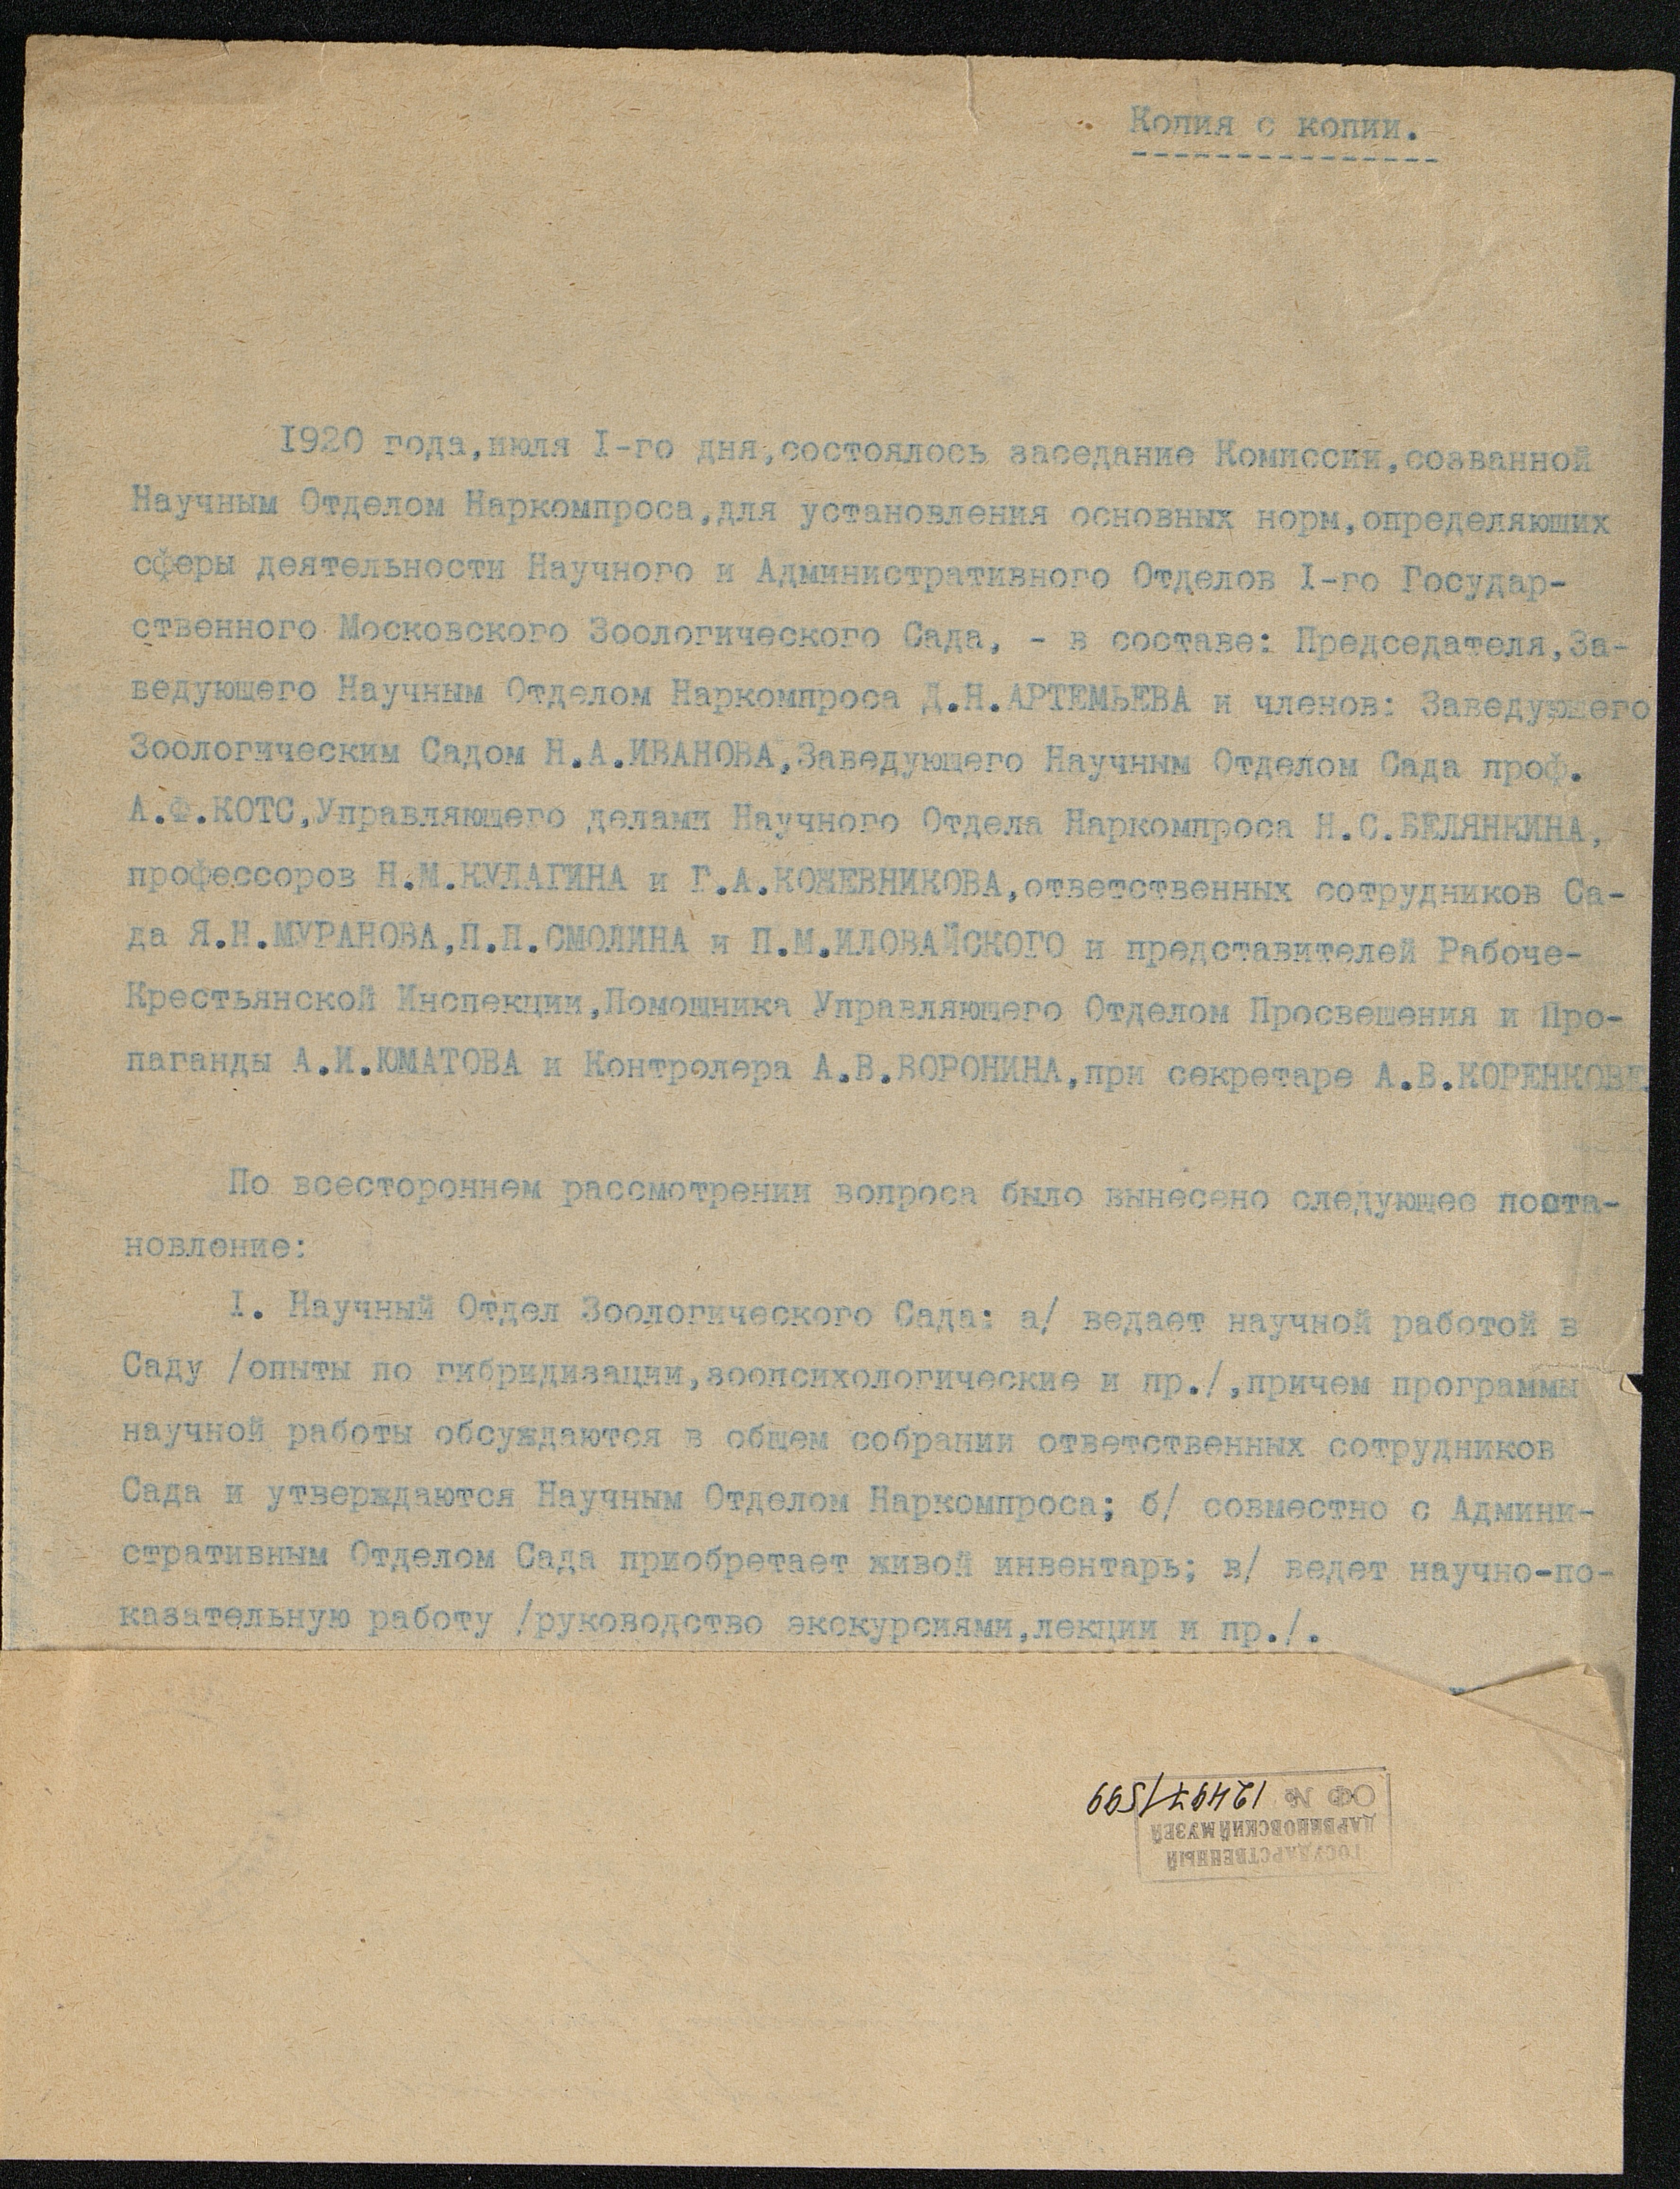 Копия с копии.
1920 года,июля I-го дня,состоялось заседание Комиссии,созванной
Научным Отделом Наркомпроса,для установления основных норм,определяющих
сферы деятельности Научного и Административного Отделов I-го Государ-
ственного Московского Зоологического Сада, - в составе: Председателя,За-
ведующего Научным Отделом Наркомпроса Д.Н.АРТЕМЬЕВА и членов: Заведующего
Зоологическим Садом Н.А.ИВАНОВА,Заведующего Научным Отделом Сада проф.
А.Ф.КОТС,Управляющего делами Научного Отдела Наркомпроса Н.С.БЕЛЯНКИНА,
профессоров Н.М.КУЛАГИНА и Г.А.КОЖЕВНИКОВА,ответственных сотрудников Са-
да Я.Н.МУРАНОВА,П.Н.СМОЛИНА и П.М.ИЛОВАЙСКОГО и представителей Рабоче-
Крестьянской Инспекции,Помощника Управляющего Отделом Просвещения и Про-
паганды А.И.ЮМАТОВА и Контролера А.В.ВОРОНИНА,при секретаре А.В.КОРЕНКОВЕ.
По всестороннем рассмотрении вопроса было вынесено следующее поста-
новление:
I. Научный Отдел Зоологического Сада: а/ ведает научной работой в
Саду /опыты по гибридизации,зоопсихологические и пр./,причем программы
научной работы обсуждаются в общем собрании ответственных сотрудников
Сада и утверждаются Научным Отделом Наркомпроса; б/ совместно с Админи-
стративным Отделом Сада приобретает живой инвентарь; в/ ведет научно-по-
казательную работу /руководство экскурсиями,лекции и пр./.
ГОСУДАРСТВЕННЫЙ
ДАРВИНОВСКИЙ МУЗЕЙ
ОФ № 12497/599